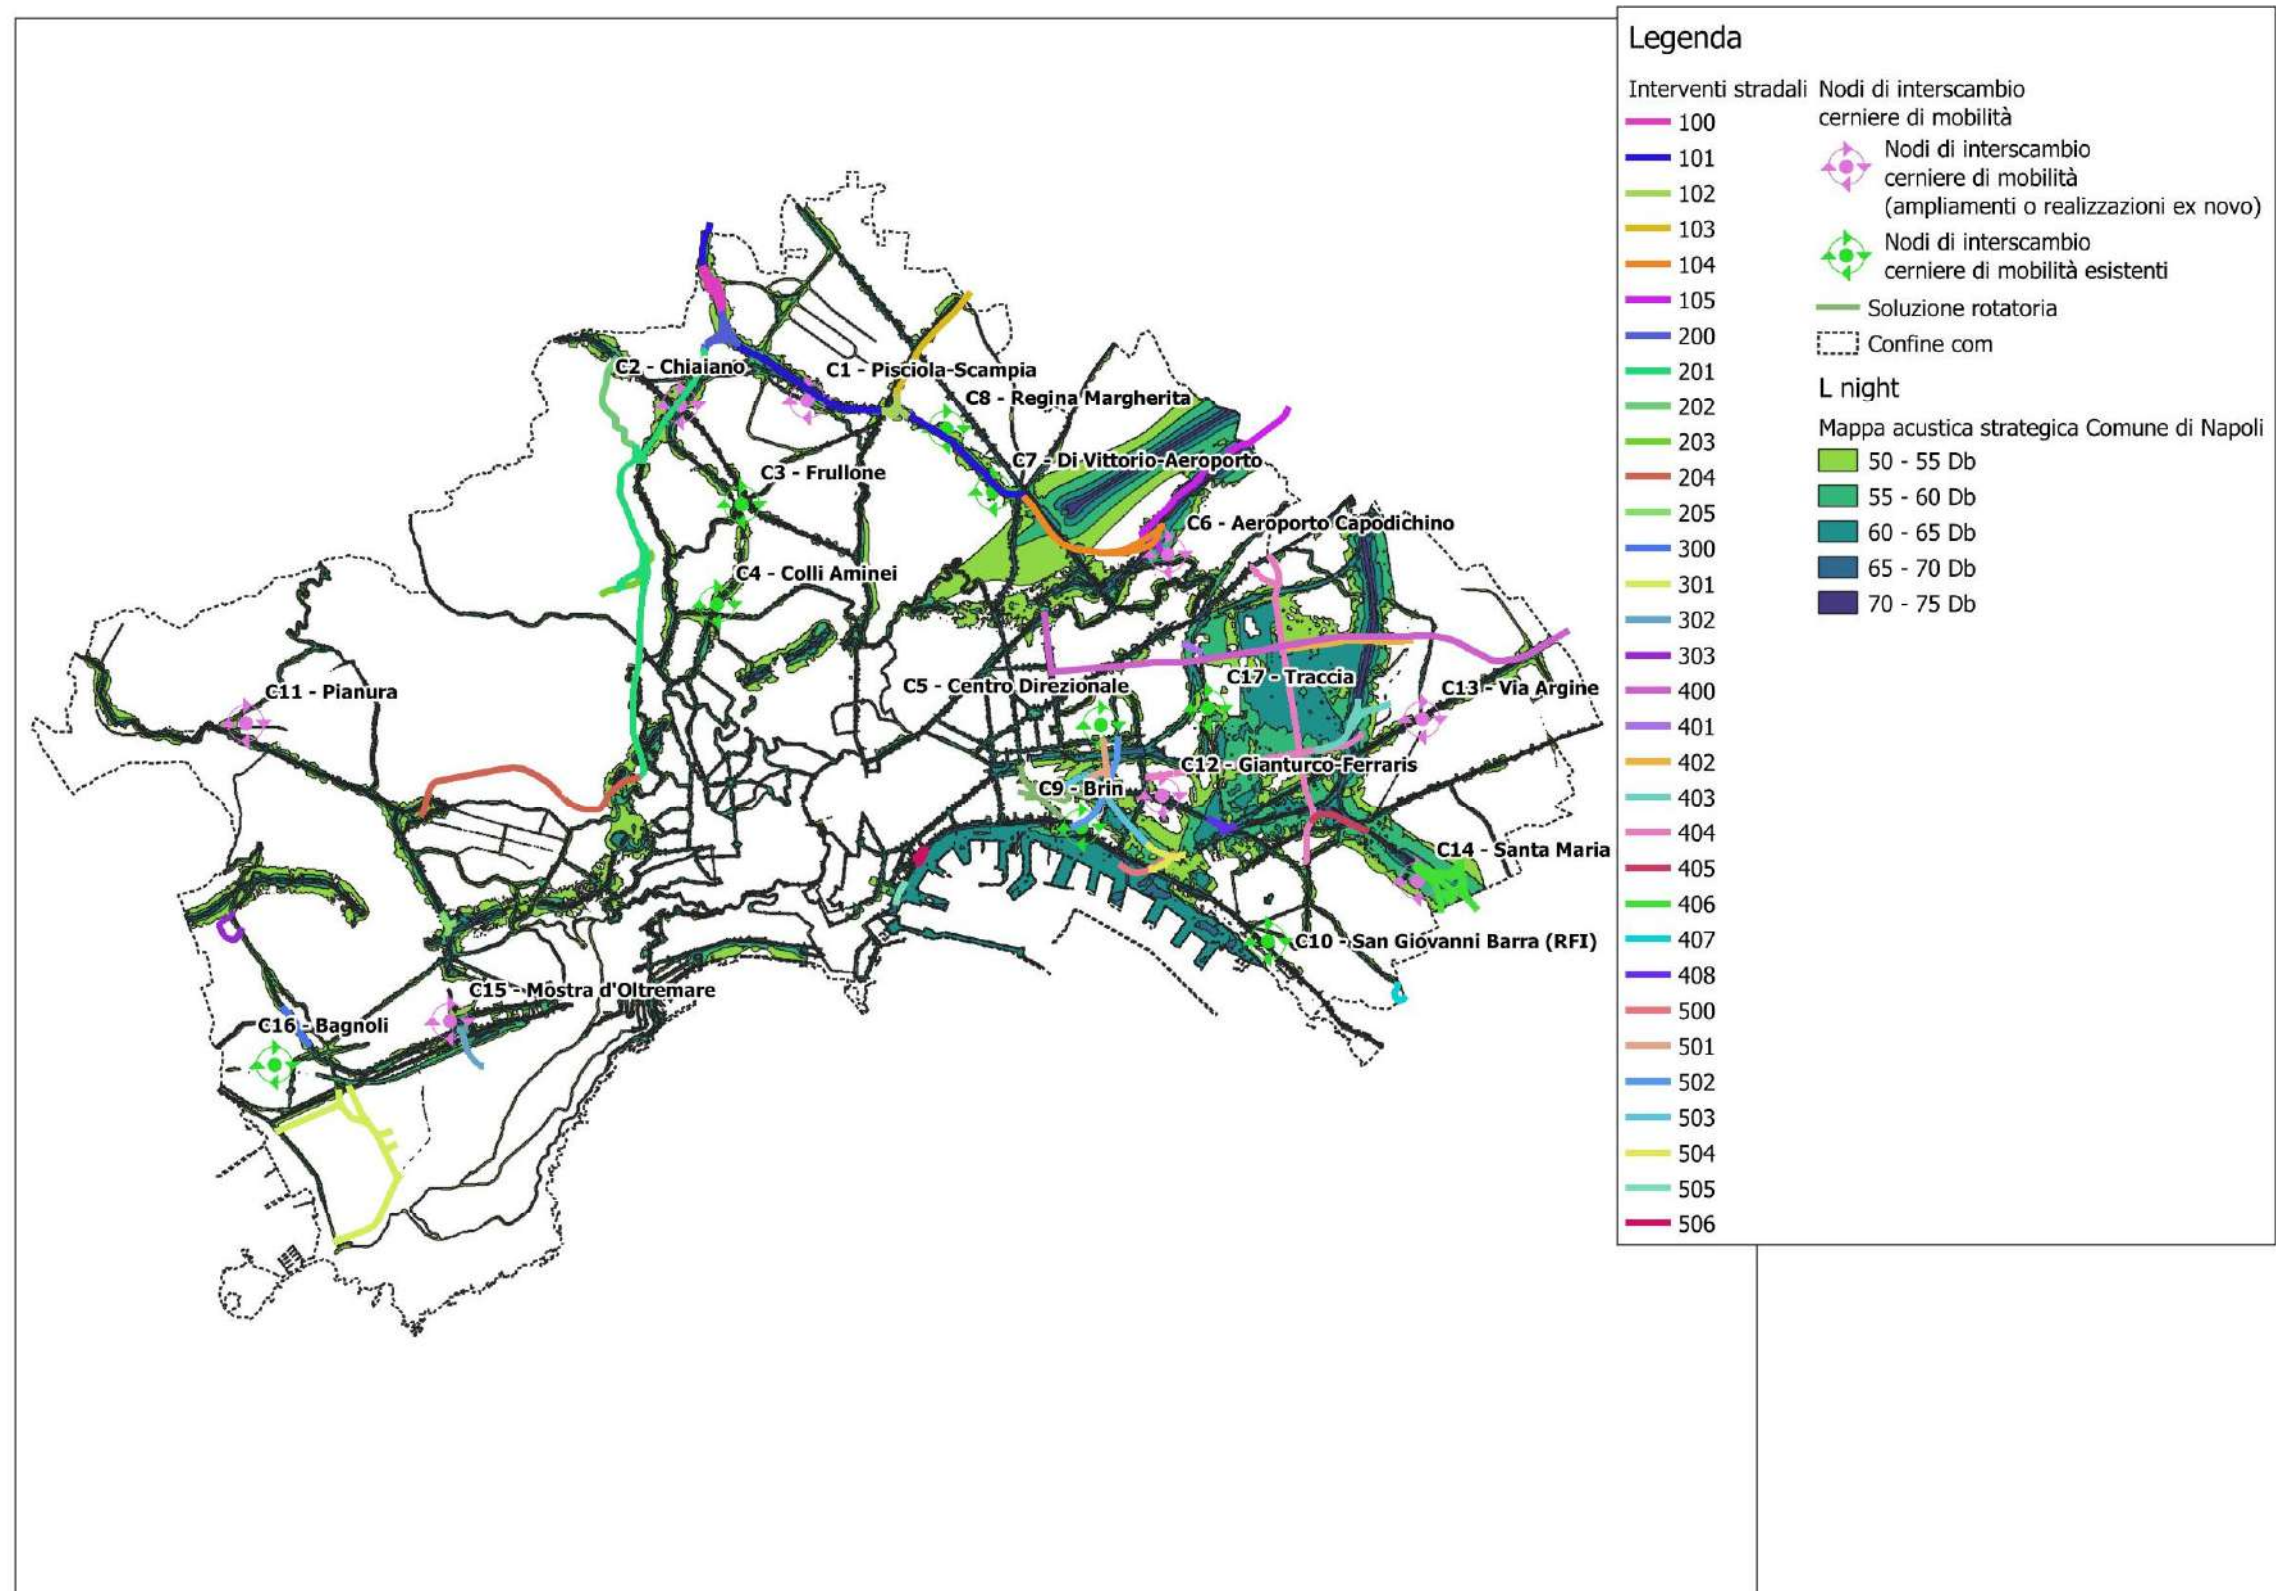 Legenda
Interventi stradali
100
101
102
103
104
105
200
201
202
203
204
205
300
301
302
303
400
401
402
403
404
405
406
407
408
500
501
502
503
504
505
506
Nodi di interscambio
cerniere di mobilità
Nodi di interscambio
cerniere di mobilità
(ampliamenti o realizzazioni ex novo)
Nodi di interscambio
cerniere di mobilità esistenti
Soluzione rotatoria
Confine com
L night
Mappa acustica strategica Comune di Napoli
50 - 55 Db
55 - 60 Db
60 - 65 Db
65 - 70 Db
70 - 75 Db
C2 - Chiaiano
C1 - Pisciola-Scampia
C8 - Regina Margherita
C7 - Di Vittorio-Aeroporto
C3 - Frullone
C6 - Aeroporto Capodichino
C4 - Colli Aminei
C11 - Pianura
C5 - Centro Direzionale
C17 - Traccia
C13 - Via Argine
C12 - Gianturco-Ferraris
C9 - Brin
C14 - Santa Maria
C10 - San Giovanni Barra (RFI)
C15 - Mostra d'Oltremare
C16 - Bagnoli